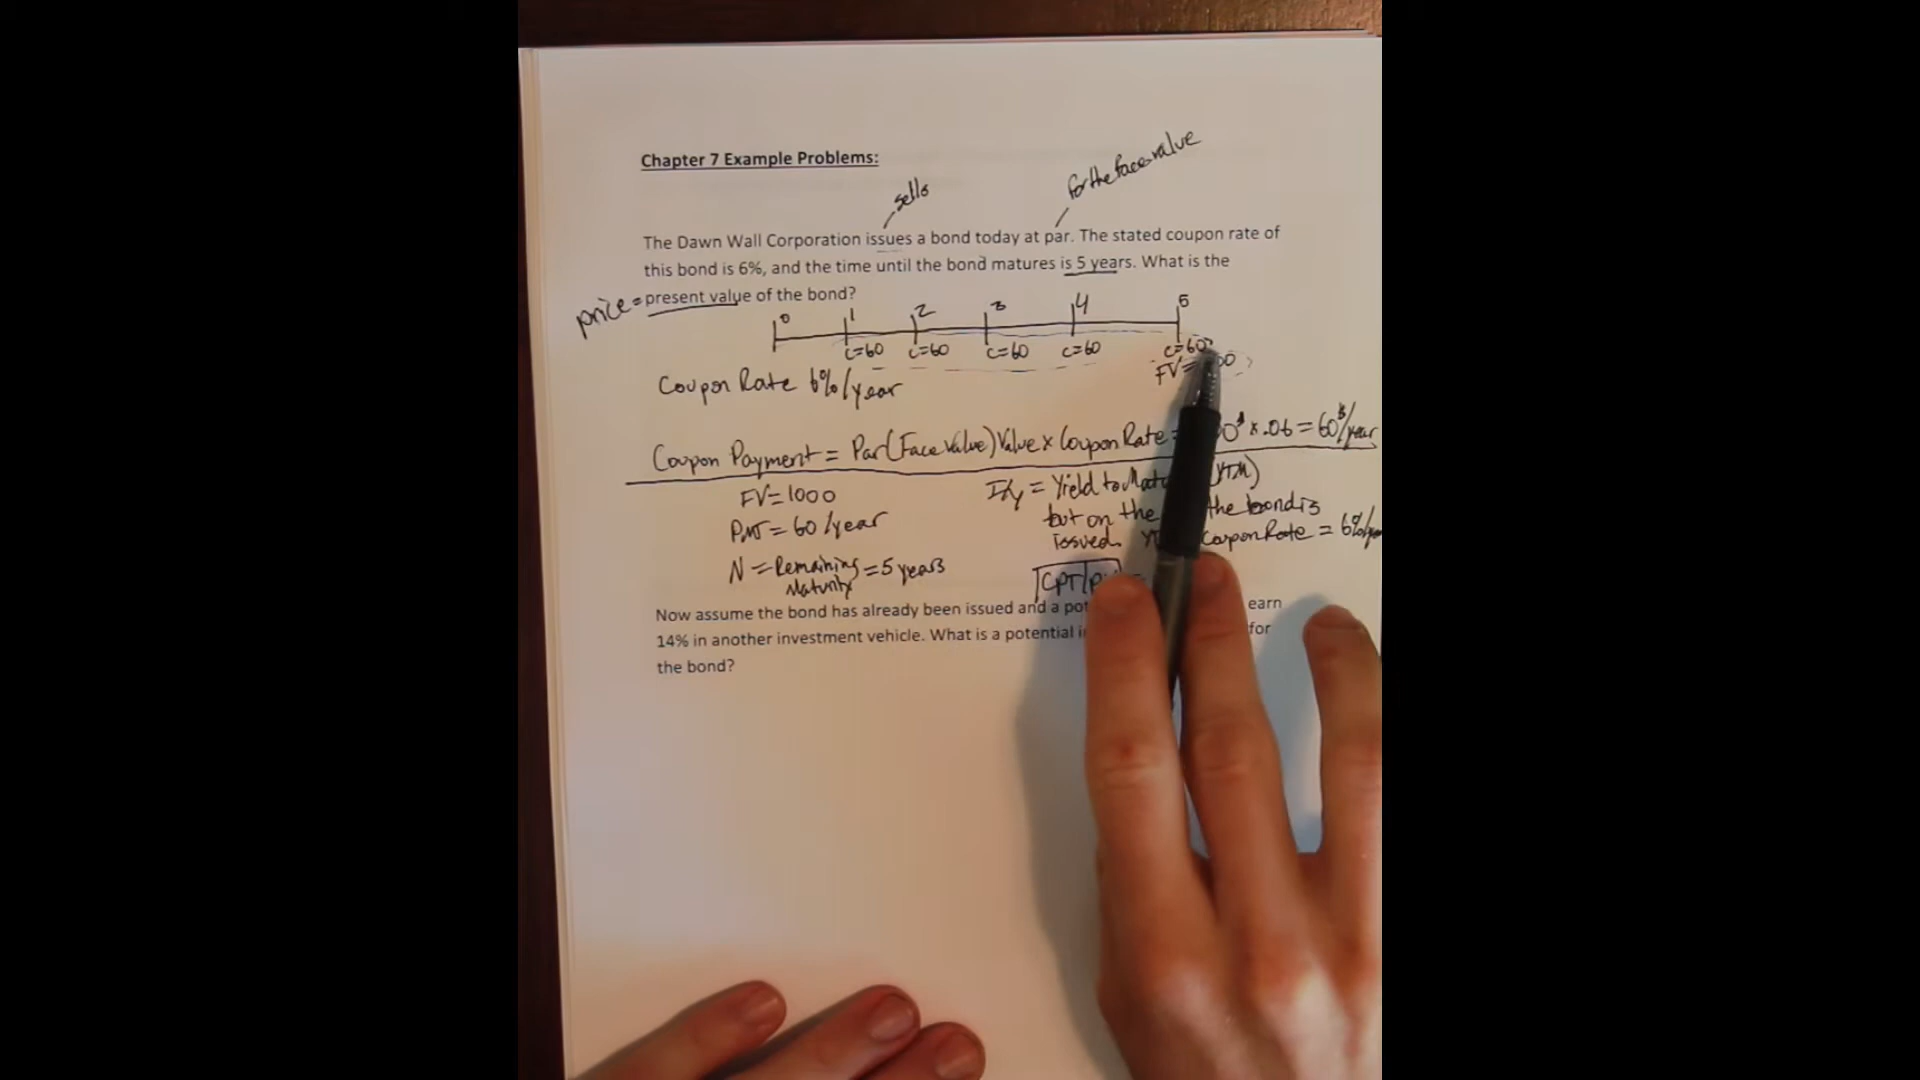 Chapter 7 Example Problems:
sells
for the face value
The Dawn Wall Corporation issues a bond today at par. The stated coupon rate of
this bond is 6%, and the time until the bond matures is 5 years. What is the
price = present value of the bond?
0 1 2 3 4 5
C=60 C=60 C=60 C=60 C=60
FV=
Coupon Rate 6%/year
Coupon Payment = Par (Face Value) Value x Coupon Rate = × .06 = 60$/year
FV=1000
PMT = 60/year
N = Remaining Maturity = 5 years
I/y = Yield to (YTM)
but on the the bond is
issued Coupon Rate = 6%
CPT
Now assume the bond has already been issued and a earn
14% in another investment vehicle. What is a potential for
the bond?